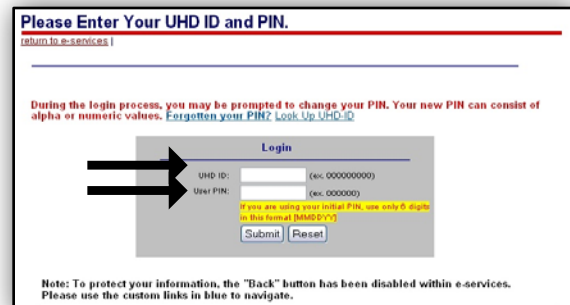 Please Enter Your UHD ID and PIN.
return to e-services |
During the login process, you may be prompted to change your PIN. Your new PIN can consist of
alpha or numeric values. Forgotten your PIN? Look Up UHD-ID
Login
UHD ID: (ex. 000000000)
User PIN: (ex. 000000)
If you are using your initial PIN, use only 6 digits
in this format [MMDDYY]
Submit Reset
Note: To protect your information, the "Back" button has been disabled within e-services.
Please use the custom links in blue to navigate.